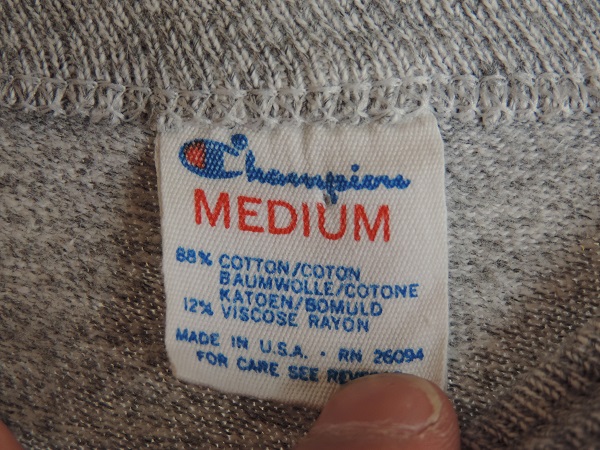 Champion
MEDIUM
88% COTTON/COTON
BAUMWOLLE/COTONE
KATOEN/BOMULD
12% VISCOSE RAYON
MADE IN U.S.A. · RN 26094
FOR CARE SEE